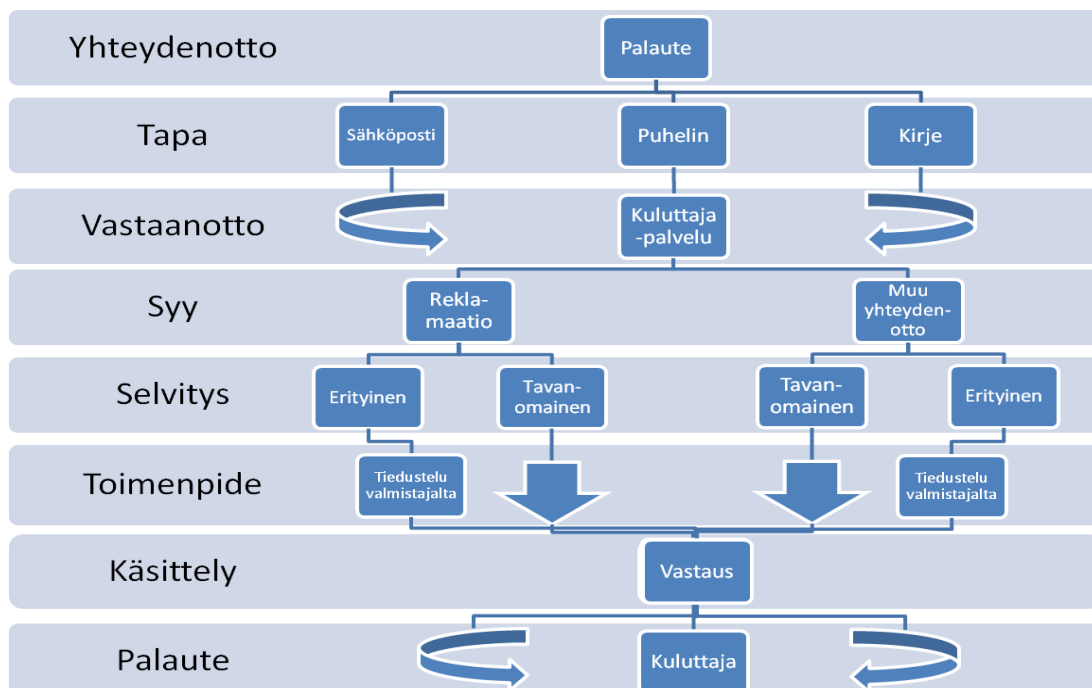 Yhteydenotto
Palaute
Tapa
Sähköposti
Puhelin
Kirje
Vastaanotto
Kuluttaja
-palvelu
Syy
Rekla-
maatio
Muu
yhteyden-
otto
Selvitys
Erityinen
Tavan-
omainen
Tavan-
omainen
Erityinen
Toimenpide
Tiedustelu
valmistajalta
Tiedustelu
valmistajalta
Käsittely
Vastaus
Palaute
Kuluttaja